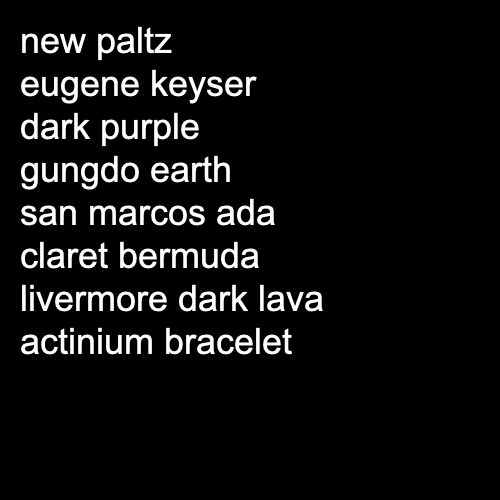 new paltz
eugene keyser
dark purple
gungdo earth
san marcos ada
claret bermuda
livermore dark lava
actinium bracelet